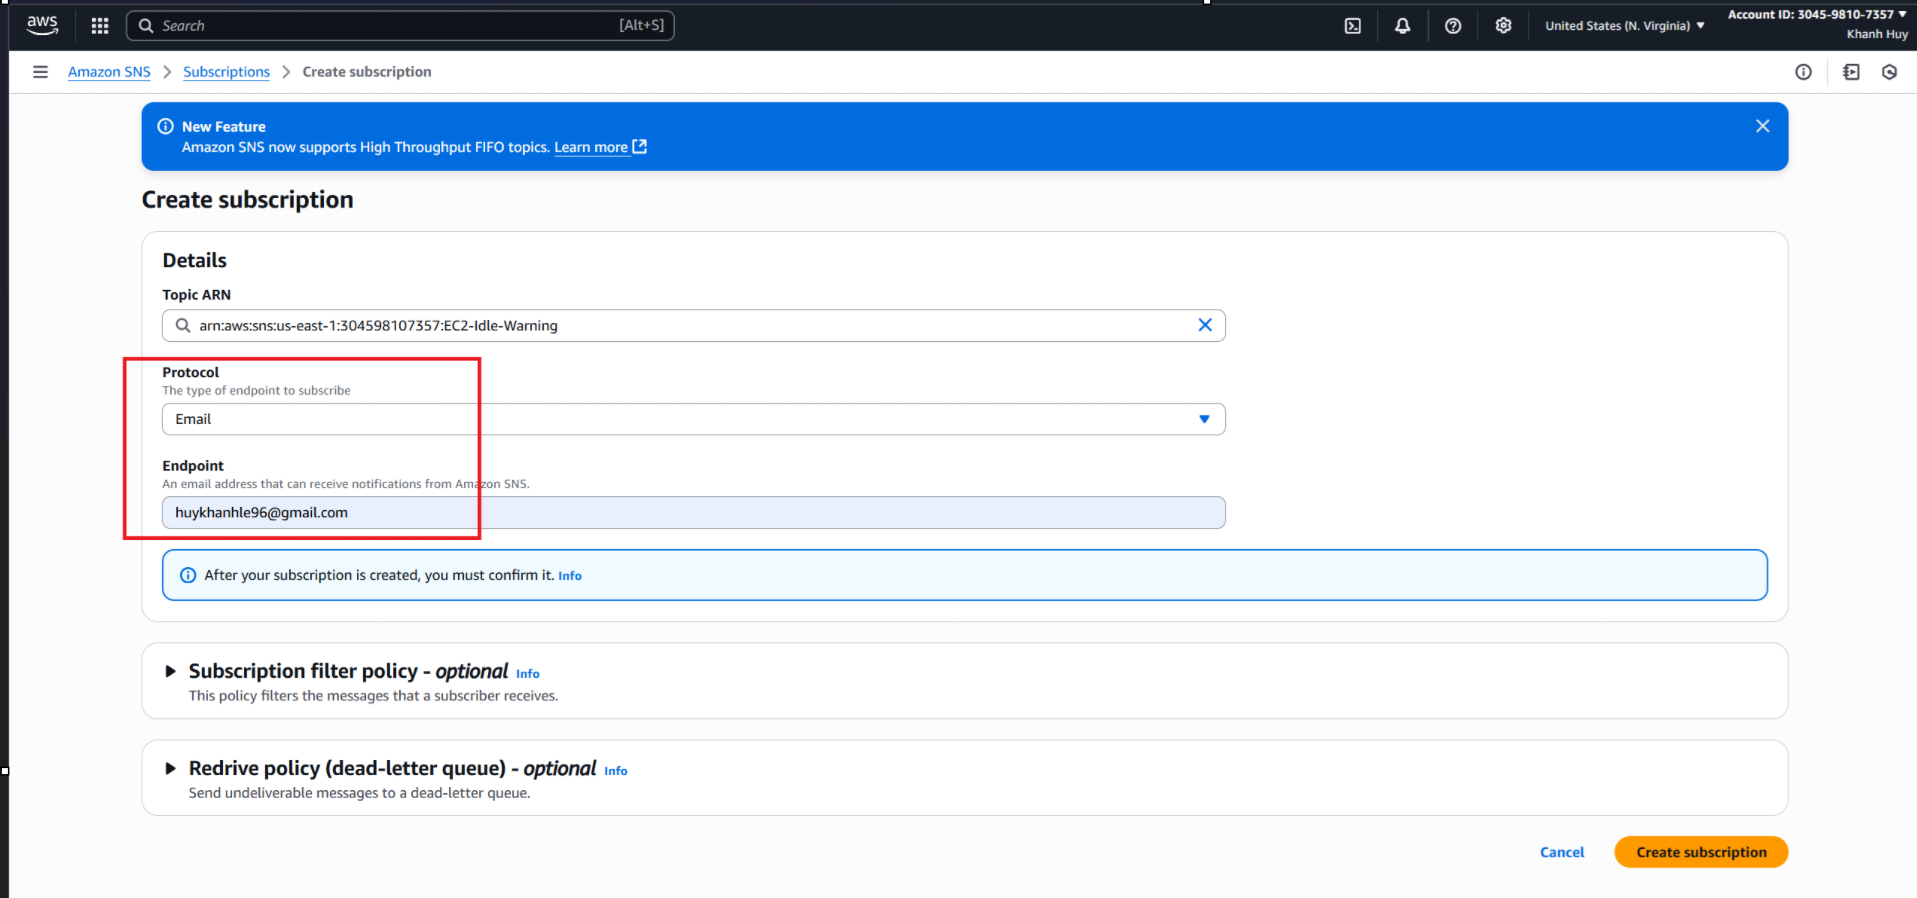 aws
Search
[Alt+S]
United States (N. Virginia)
Account ID: 3045-9810-7357
Khanh Huy
Amazon SNS > Subscriptions > Create subscription
New Feature
Amazon SNS now supports High Throughput FIFO topics. Learn more
Create subscription
Details
Topic ARN
arn:aws:sns:us-east-1:304598107357:EC2-Idle-Warning
Protocol
The type of endpoint to subscribe
Email
Endpoint
An email address that can receive notifications from Amazon SNS.
huykhanhle96@gmail.com
After your subscription is created, you must confirm it. Info
Subscription filter policy - optional Info
This policy filters the messages that a subscriber receives.
Redrive policy (dead-letter queue) - optional Info
Send undeliverable messages to a dead-letter queue.
Cancel
Create subscription